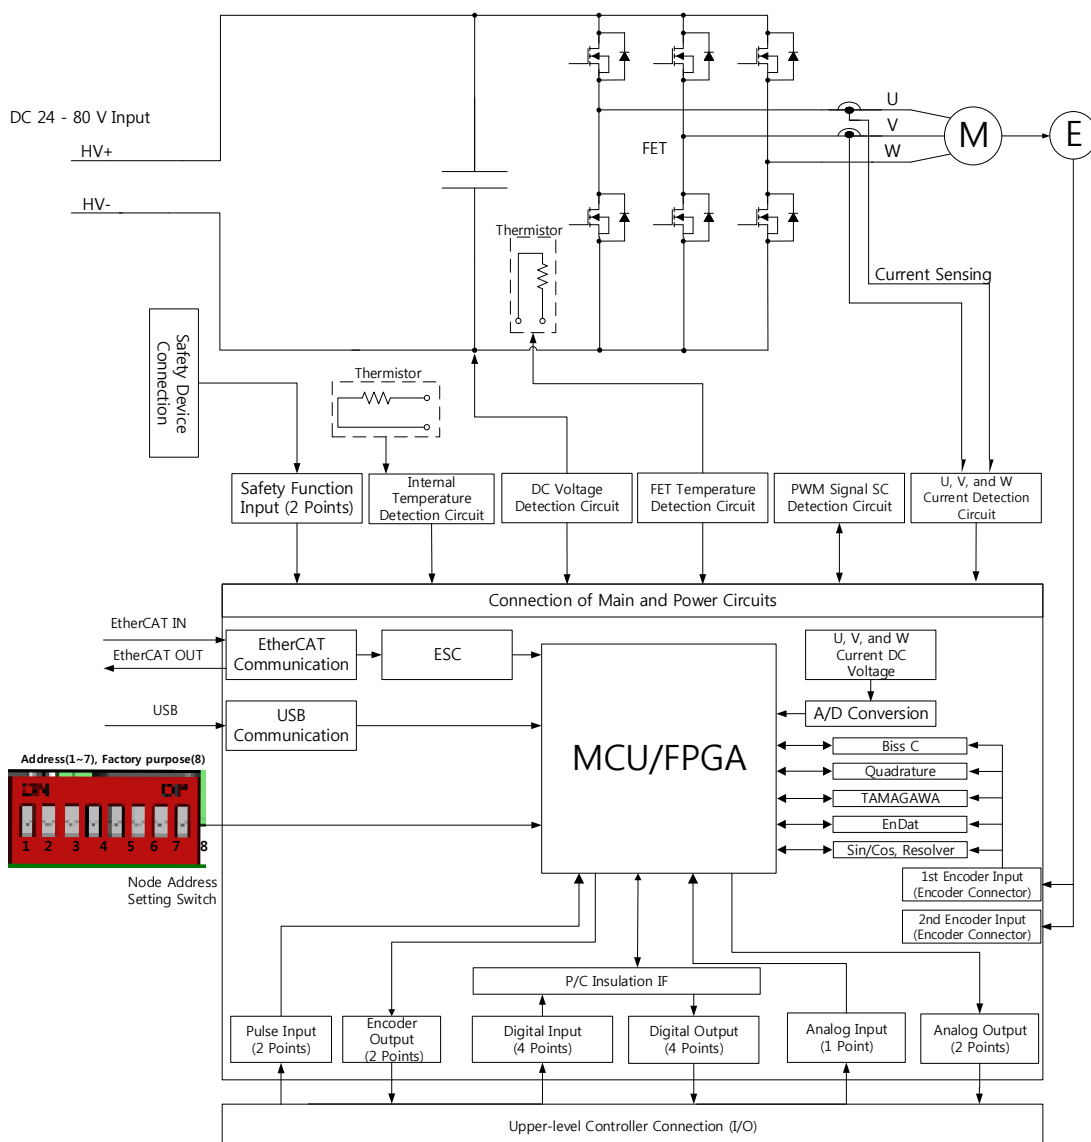 DC 24 - 80 V Input
HV+
HV-
FET
U
V
W
M
E
Thermistor
Current Sensing
Safety Device
Connection
Thermistor
Safety Function
Input (2 Points)
Internal
Temperature
Detection Circuit
DC Voltage
Detection Circuit
FET Temperature
Detection Circuit
PWM Signal SC
Detection Circuit
U, V, and W
Current Detection
Circuit
Connection of Main and Power Circuits
EtherCAT IN
EtherCAT OUT
EtherCAT
Communication
ESC
U, V, and W
Current DC
Voltage
USB
USB
Communication
A/D Conversion
MCU/FPGA
Biss C
Quadrature
TAMAGAWA
EnDat
Sin/Cos, Resolver
Address(1~7), Factory purpose(8)
ON
DP
1 2 3 4 5 6 7 8
Node Address
Setting Switch
1st Encoder Input
(Encoder Connector)
2nd Encoder Input
(Encoder Connector)
P/C Insulation IF
Pulse Input
(2 Points)
Encoder
Output
(2 Points)
Digital Input
(4 Points)
Digital Output
(4 Points)
Analog Input
(1 Point)
Analog Output
(2 Points)
Upper-level Controller Connection (I/O)